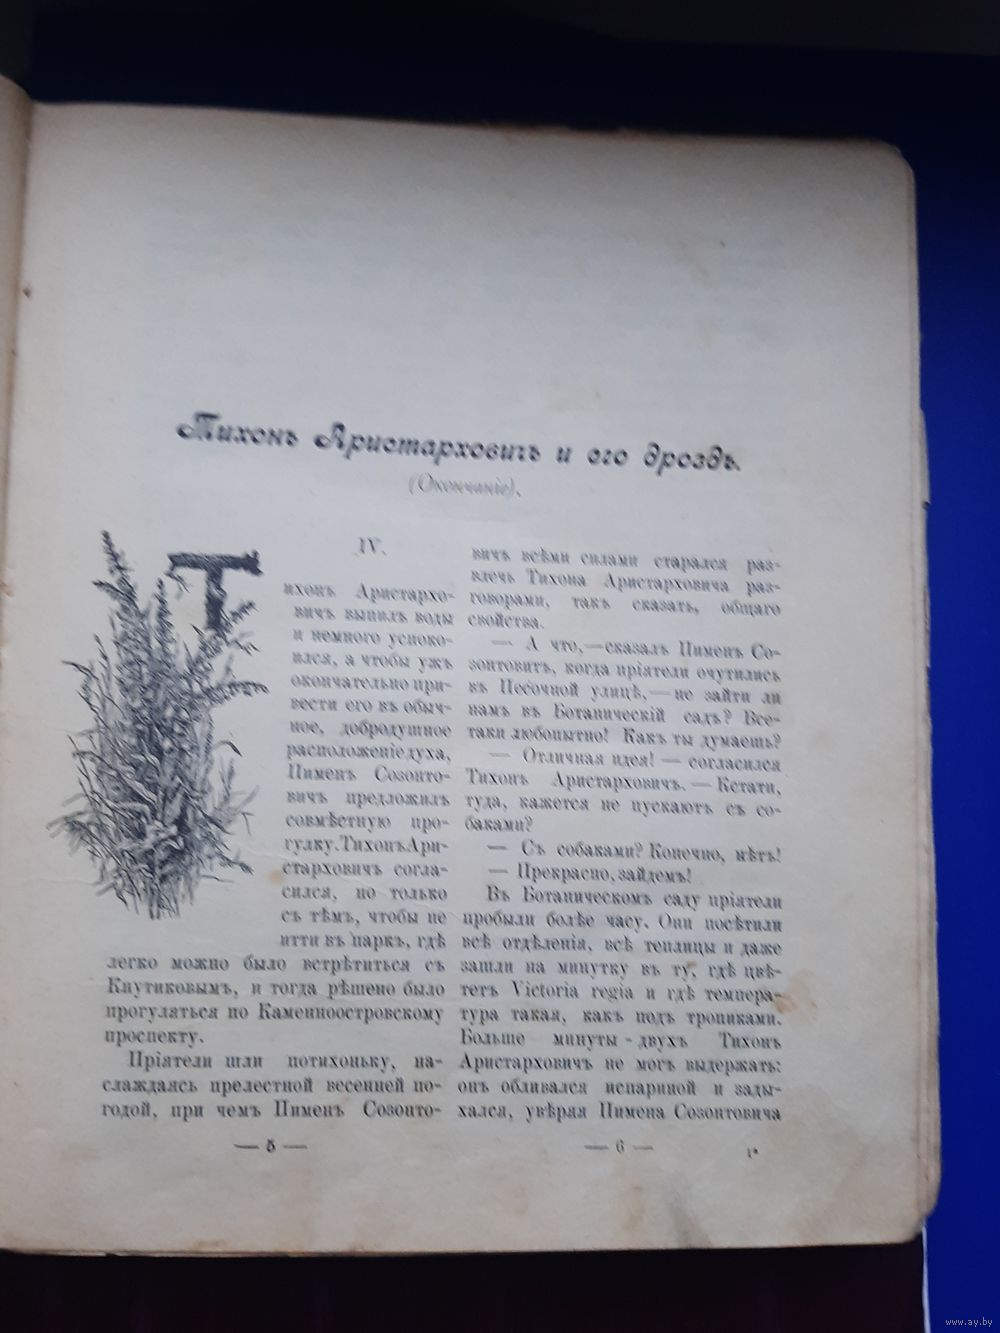 Тихонъ Аристарховичъ и его дроздъ.
(Окончаніе).
IV.
Тихонъ Аристархо-
вичъ выпилъ воды
и немного успоко-
ился, а чтобы ужъ
окончательно при-
вести его въ обыч-
ное, добродушное
расположеніе духа,
Пименъ Созонто-
вичъ предложилъ
совмѣстную про-
гулку. Тихонъ Ари-
старховичъ согла-
сился, но только
съ тѣмъ, чтобы не
итти въ паркъ, гдѣ
легко можно было встрѣтиться съ
Кнутиковымъ, и тогда рѣшено было
прогуляться по Каменноостровскому
проспекту.
Пріятели шли потихоньку, на-
слаждаясь прелестной весенней по-
годой, при чемъ Пименъ Созонто-
— 5 —
вичъ всѣми силами старался раз-
влечь Тихона Аристарховича раз-
говорами, такъ сказать, общаго
свойства.
— А что,—сказалъ Пименъ Со-
зонтовитъ, когда пріятели очутились
въ Песочной улицѣ,—не зайти ли
намъ въ Ботаническій садъ? Все-
таки любопытно! Какъ ты думаешь?
— Отличная идея! — согласился
Тихонъ Аристарховичъ. — Кстати,
туда, кажется не пускаютъ съ со-
баками?
— Съ собаками? Конечно, нѣтъ!
— Прекрасно, зайдемъ!
Въ Ботаническомъ саду пріятели
пробыли болѣе часу. Они посѣтили
всѣ отдѣленія, всѣ теплицы и даже
зашли на минутку въ ту, гдѣ цвѣ-
тетъ Victoria regia и гдѣ темпера-
тура такая, какъ подъ тропиками.
Больше минуты - двухъ Тихонъ
Аристарховичъ не могъ выдержать:
онъ обливался испариной и зады-
хался, увѣряя Пимена Созонтовича
— 6 —
1*
www.ay.by